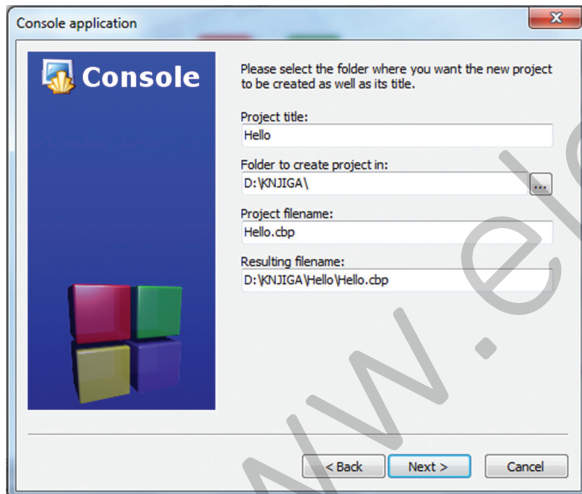 Console application
Console
Please select the folder where you want the new project
to be created as well as its title.
Project title:
Hello
Folder to create project in:
D:\KNJIGA\
...
Project filename:
Hello.cbp
Resulting filename:
D:\KNJIGA\Hello\Hello.cbp
< Back
Next >
Cancel